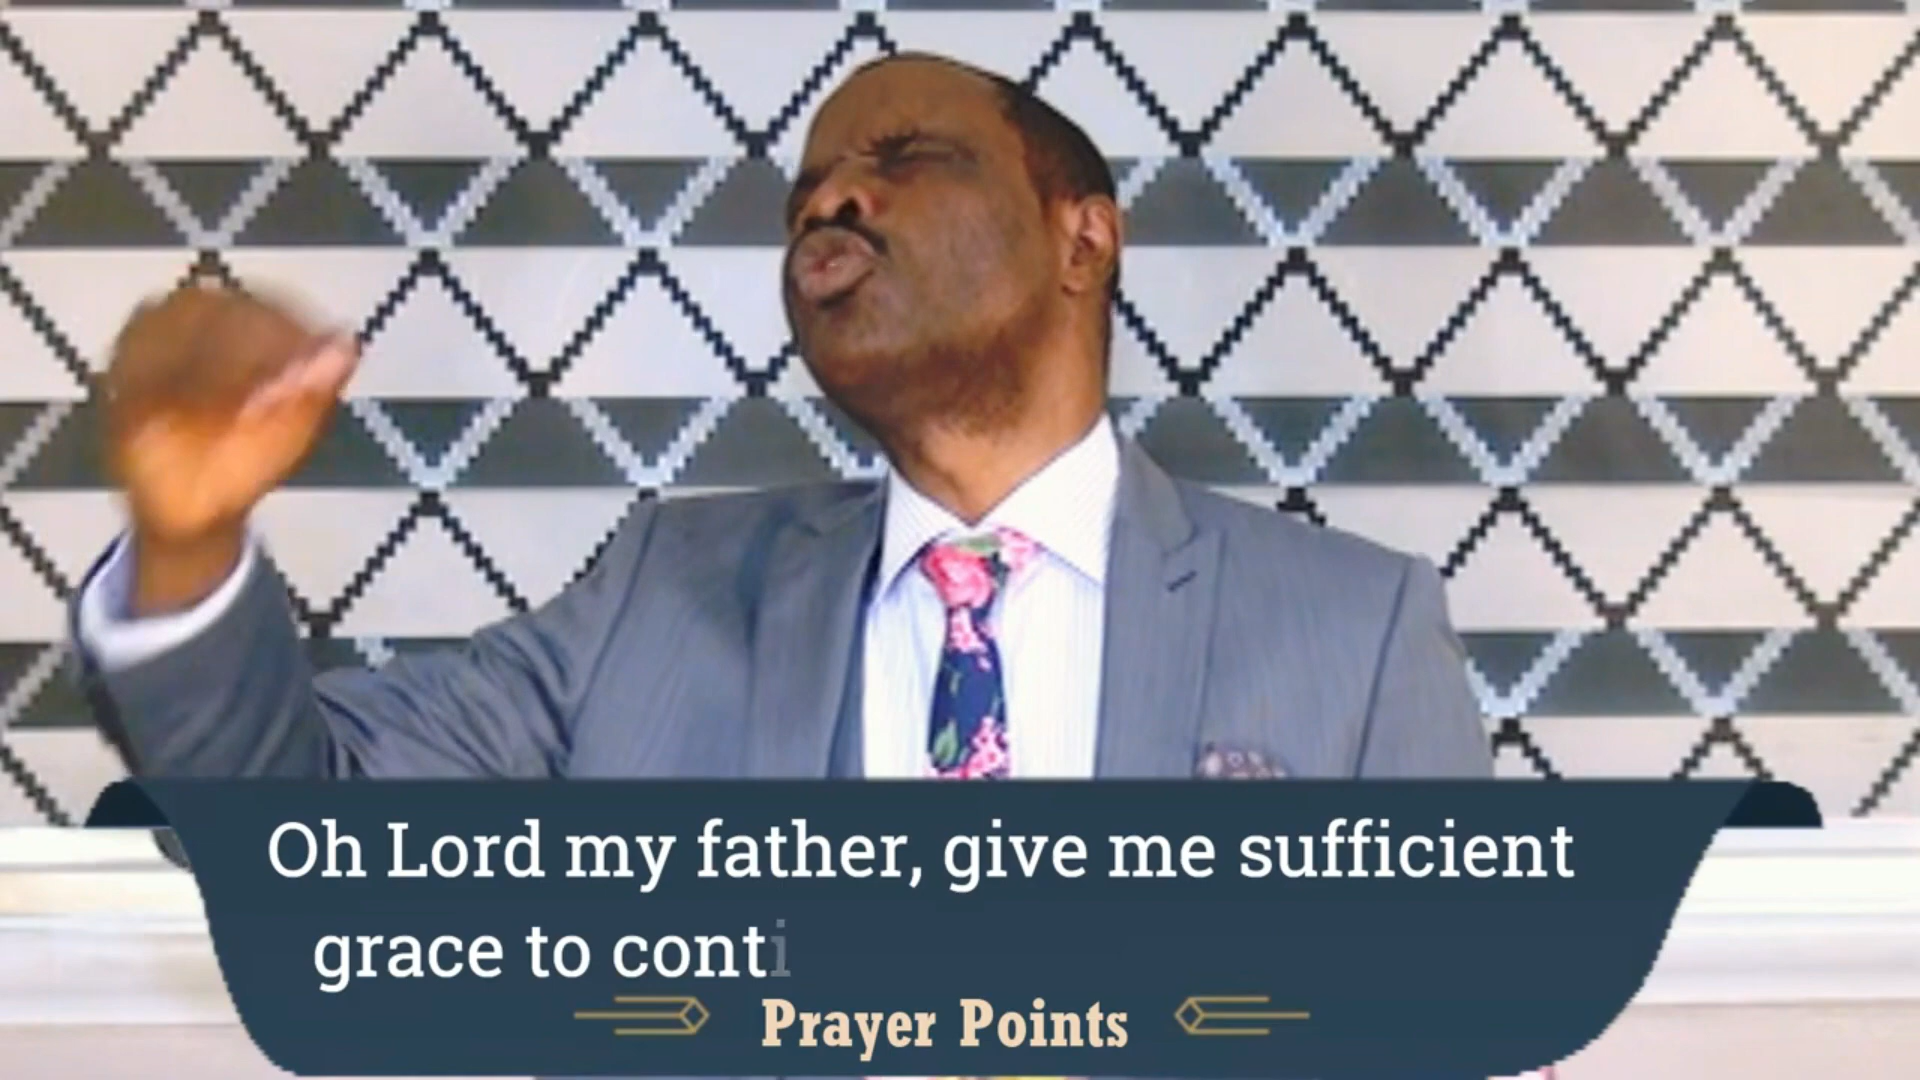 Oh Lord my father, give me sufficient
grace to conti
Prayer Points